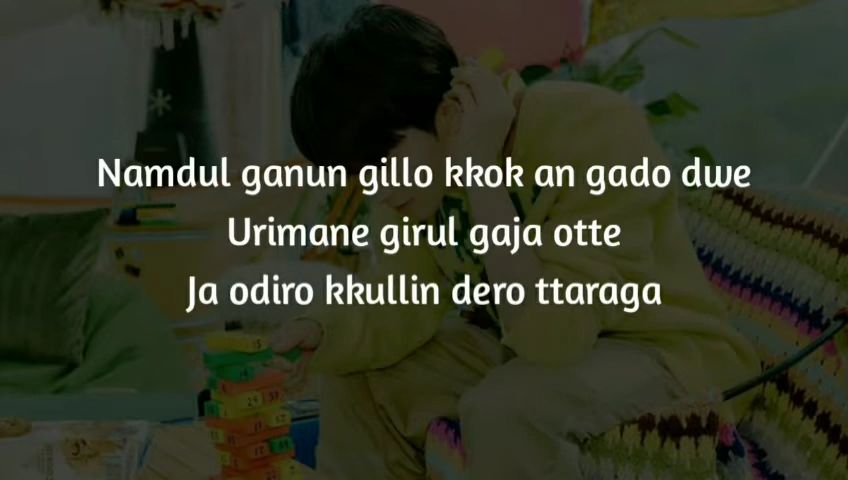 Namdul ganun gillo kkok an gado dwe
Urimane girul gaja otte
Ja odiro kkullin dero ttaraga